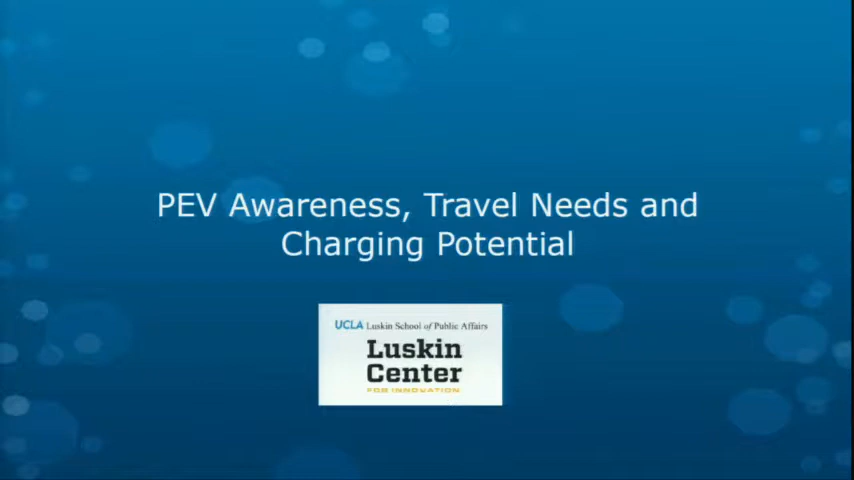 PEV Awareness, Travel Needs and
Charging Potential
UCLA Luskin School of Public Affairs
Luskin
Center
FOR INNOVATION